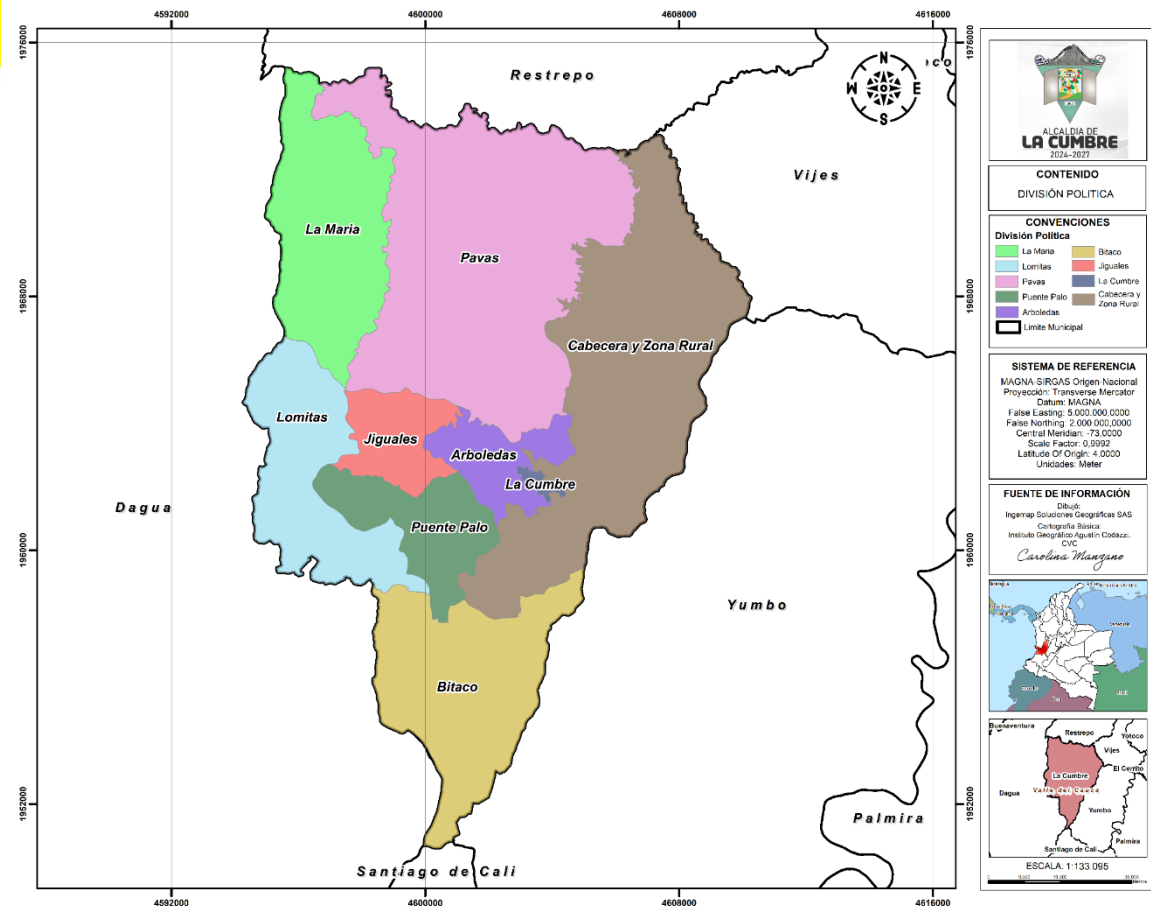 4592000
4600000
4608000
4616000
1976000
1976000
Restrepo
oco
N
W
E
S
Vijes
La Maria
Pavas
1968000
1968000
Cabecera y Zona Rural
Lomitas
Jiguales
Arboledas
La Cumbre
Dagua
Puente Palo
1960000
1960000
Yumbo
Bitaco
1952000
1952000
Palmira
Santiago de Cali
4592000
4600000
4608000
4616000
ALCALDIA DE
LA CUMBRE
2024-2027
CONTENIDO
DIVISIÓN POLITICA
CONVENCIONES
División Política
La Maria
Lomitas
Pavas
Puente Palo
Arboledas
Bitaco
Jiguales
La Cumbre
Cabecera y
Zona Rural
Limite Municipal
SISTEMA DE REFERENCIA
MAGNA-SIRGAS Origen-Nacional
Proyección: Transverse Mercator
Datum: MAGNA
False Easting: 5.000.000,0000
False Northing: 2.000.000,0000
Central Meridian: -73,0000
Scale Factor: 0,9992
Latitude Of Origin: 4,0000
Unidades: Meter
FUENTE DE INFORMACIÓN
Dibujó:
Ingemap Soluciones Geográficas SAS
Cartografía Básica:
Instituto Geográfico Agustín Codazzi,
CVC
Carolina Manzano
Buenaventura
Restrepo
Yotoco
Vijes
El Cerrito
La Cumbre
Valle del Cauca
Dagua
Yumbo
Palmira
Santiago de Cali
ESCALA: 1:133.095